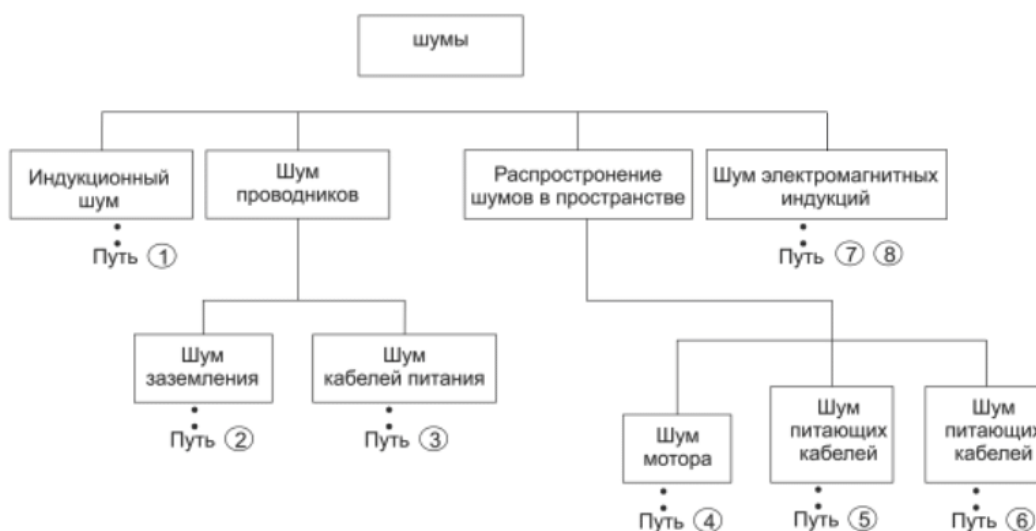 шумы
Индукционный
шум
Путь 1
Шум
проводников
Распростронение
шумов в пространстве
Шум электромагнитных
индукций
Путь 7 8
Шум
заземления
Путь 2
Шум
кабелей питания
Путь 3
Шум
мотора
Путь 4
Шум
питающих
кабелей
Путь 5
Шум
питающих
кабелей
Путь 6